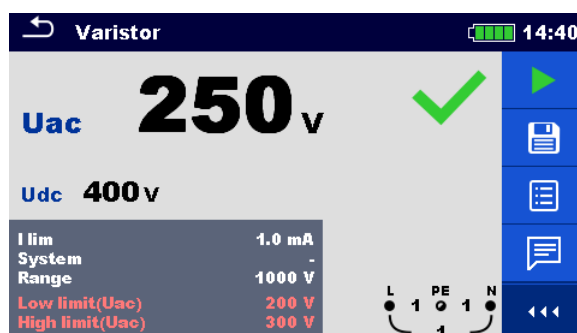 Varistor 14:40
Uac 250 V
Udc 400 V
I lim 1.0 mA
System -
Range 1000 V
Low limit(Uac) 200 V
High limit(Uac) 300 V
L PE N
1 1
1